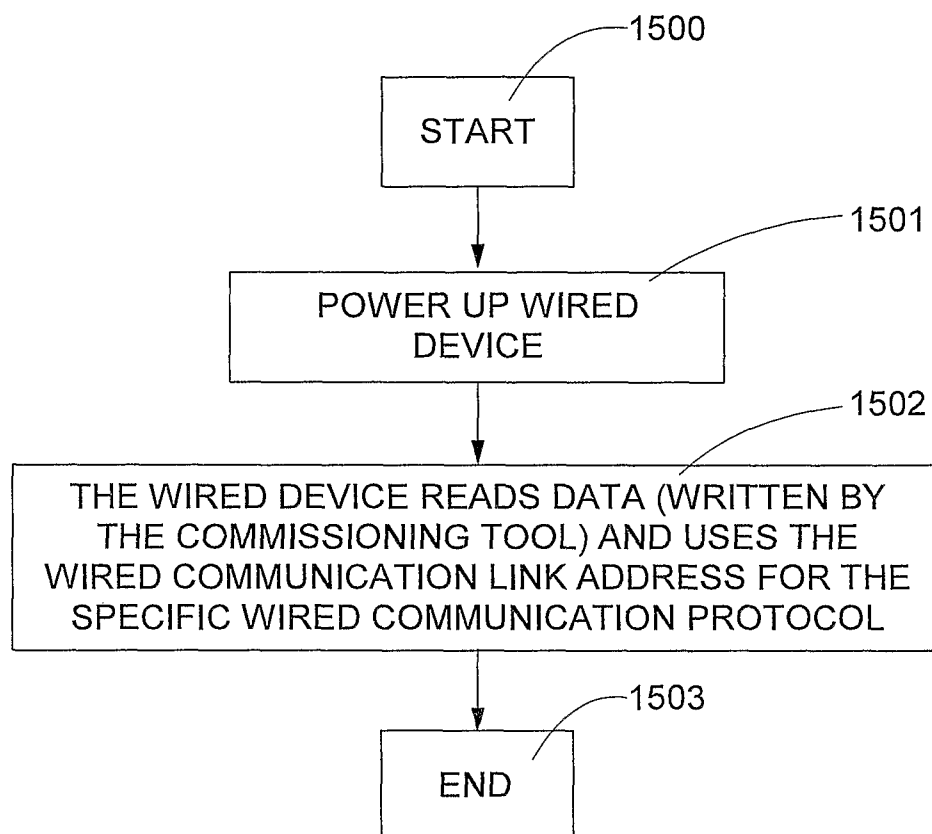 1500
START
1501
POWER UP WIRED
DEVICE
1502
THE WIRED DEVICE READS DATA (WRITTEN BY
THE COMMISSIONING TOOL) AND USES THE
WIRED COMMUNICATION LINK ADDRESS FOR THE
SPECIFIC WIRED COMMUNICATION PROTOCOL
1503
END